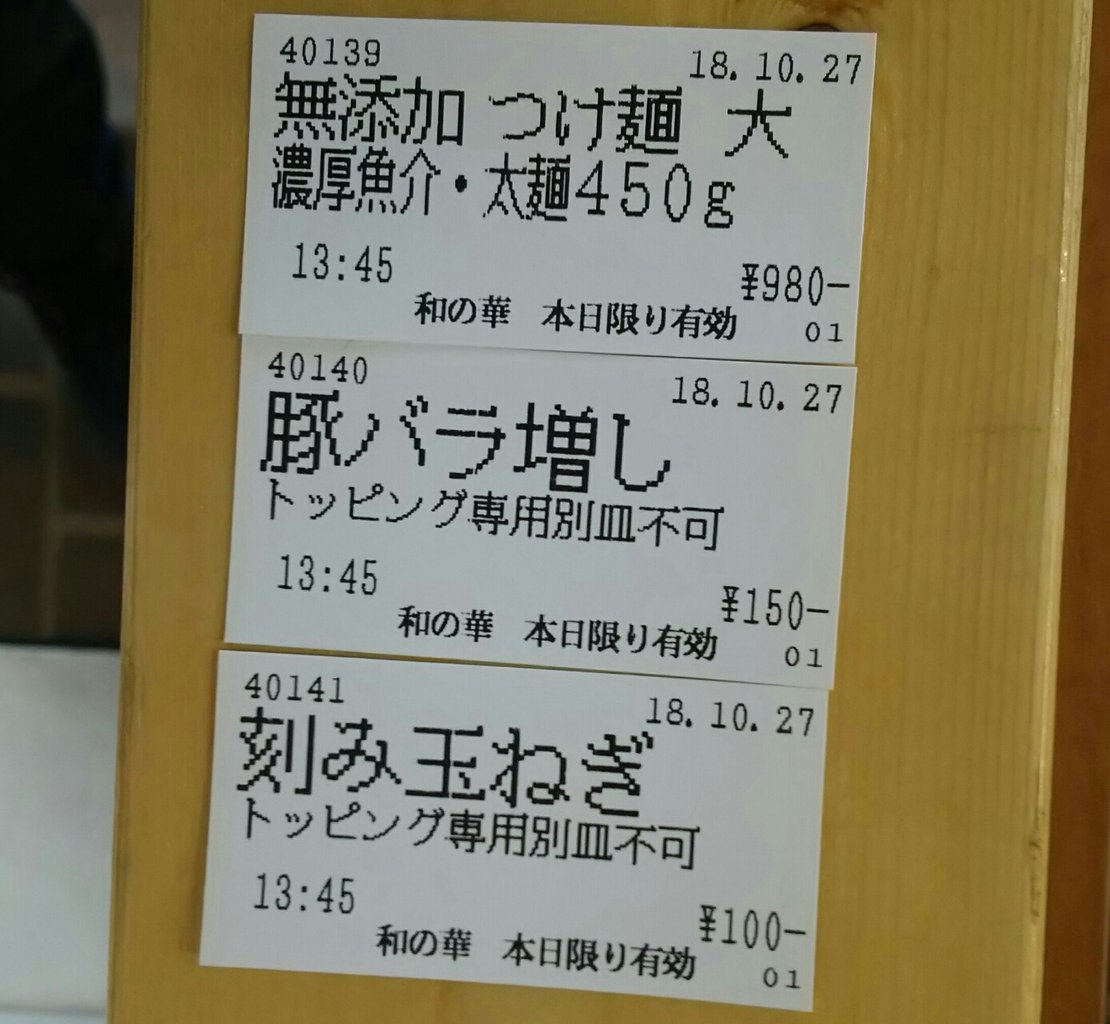 40139
18.10.27
無添加 つけ麺 大
濃厚魚介・太麺450g
13:45
¥980-
和の華 本日限り有効
01
40140
18.10.27
豚バラ増し
トッピング専用別皿不可
13:45
¥150-
和の華 本日限り有効
01
40141
18.10.27
刻み玉ねぎ
トッピング専用別皿不可
13:45
¥100-
和の華 本日限り有効
01